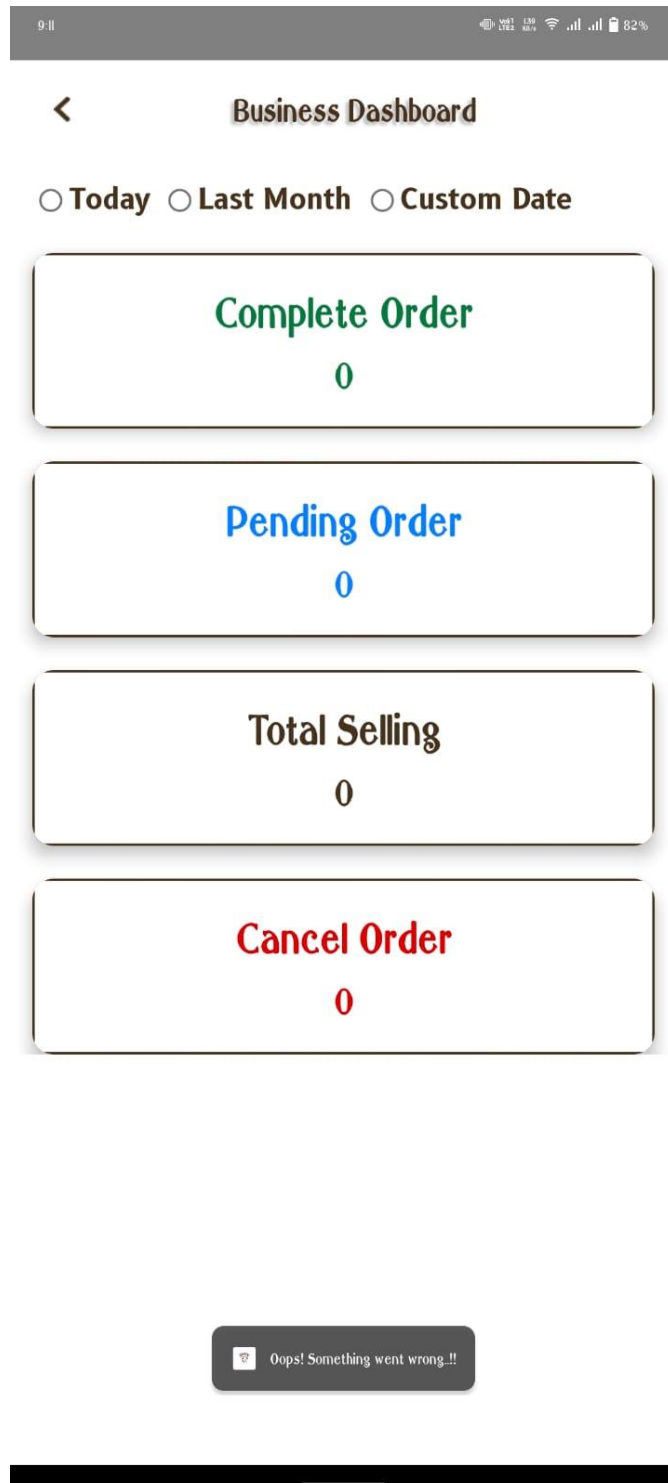 9:11 82%
Business Dashboard
Today Last Month Custom Date
Complete Order
0
Pending Order
0
Total Selling
0
Cancel Order
0
Oops! Something went wrong..!!